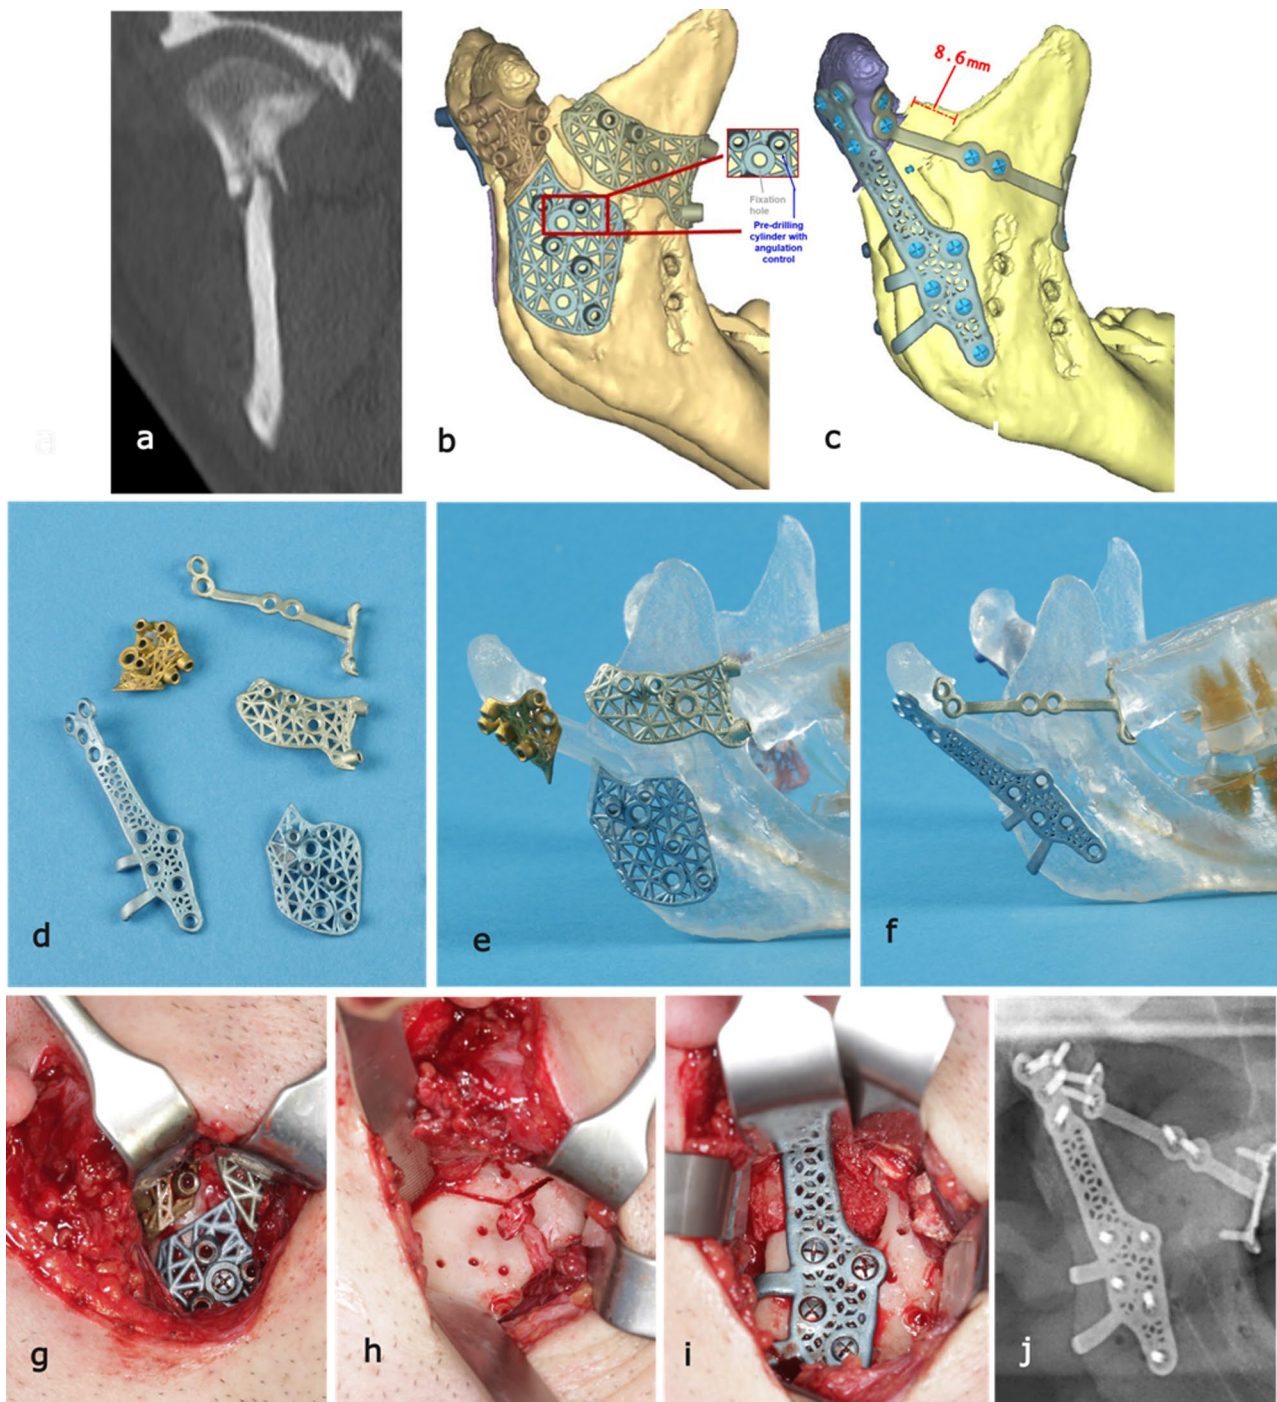 a
a
b
c
8.6mm
Fixation
hole
Pre-drilling
cylinder with
angulation
control
d
e
f
g
h
i
j